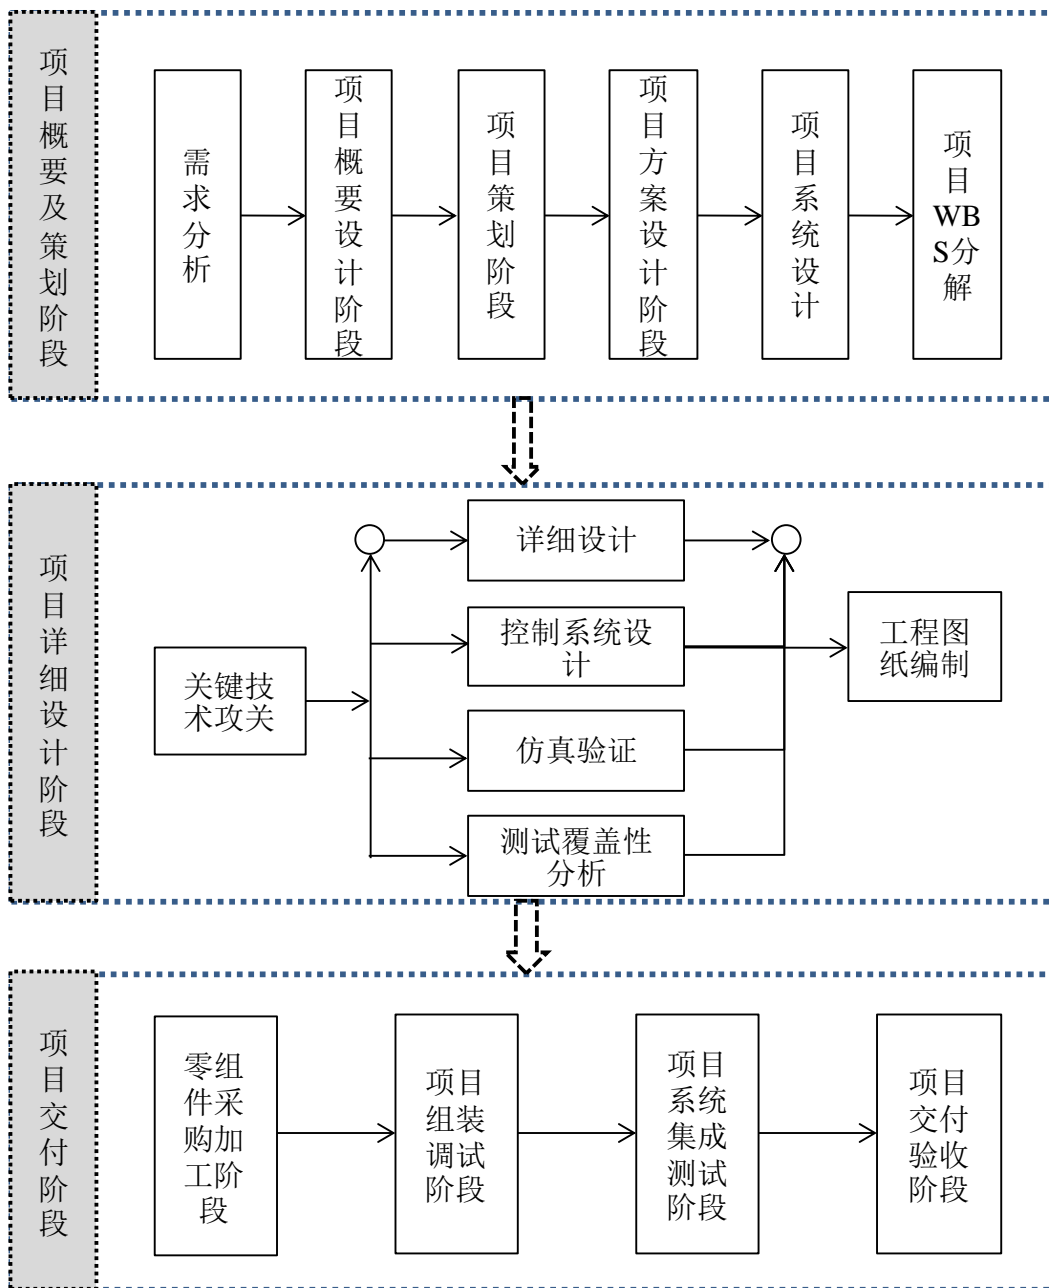 项目概要及策划阶段
需求分析
项目概要设计阶段
项目策划阶段
项目方案设计阶段
项目系统设计
项目
WB
S分
解
项目详细设计阶段
关键技
术攻关
详细设计
控制系统设
计
仿真验证
测试覆盖性
分析
工程图
纸编制
项目交付阶段
零组
件采
购加
工阶
段
项目
组装
调试
阶段
项目
系统
集成
测试
阶段
项目
交付
验收
阶段